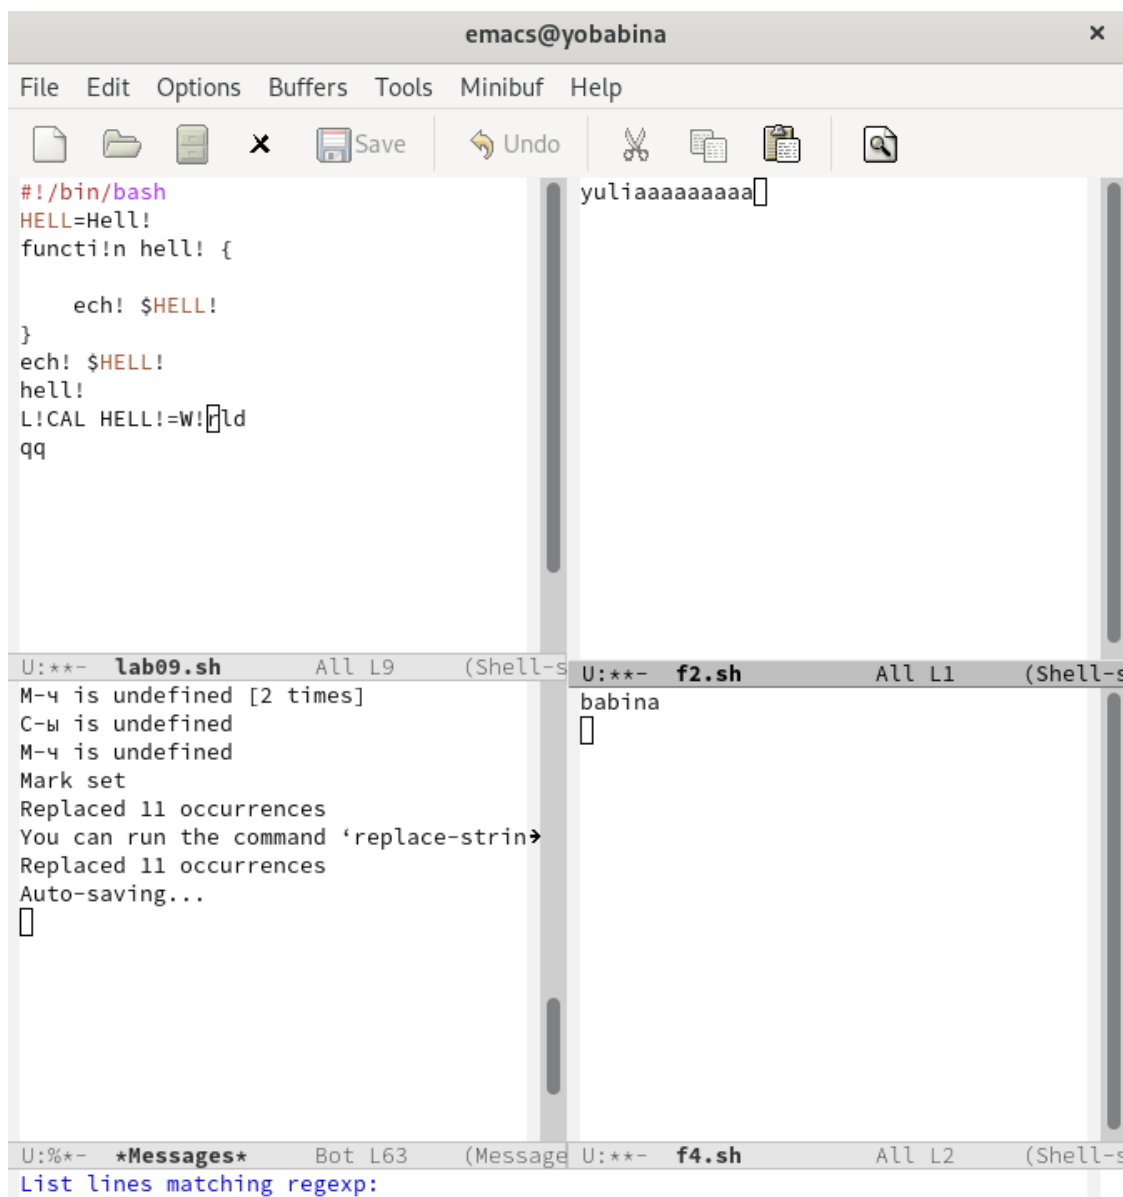 emacs@yobabina
File Edit Options Buffers Tools Minibuf Help
Save Undo
#!/bin/bash
HELL=Hell!
functi!n hell! {
    ech! $HELL!
}
ech! $HELL!
hell!
L!CAL HELL!=W!rld
qq
U:**- lab09.sh All L9 (Shell-s
yuliaaaaaaaaa
U:**- f2.sh All L1 (Shell-s
М-ч is undefined [2 times]
С-ы is undefined
М-ч is undefined
Mark set
Replaced 11 occurrences
You can run the command ‘replace-strin
Replaced 11 occurrences
Auto-saving...
U:%*- *Messages* Bot L63 (Message
babina
U:**- f4.sh All L2 (Shell-s
List lines matching regexp: